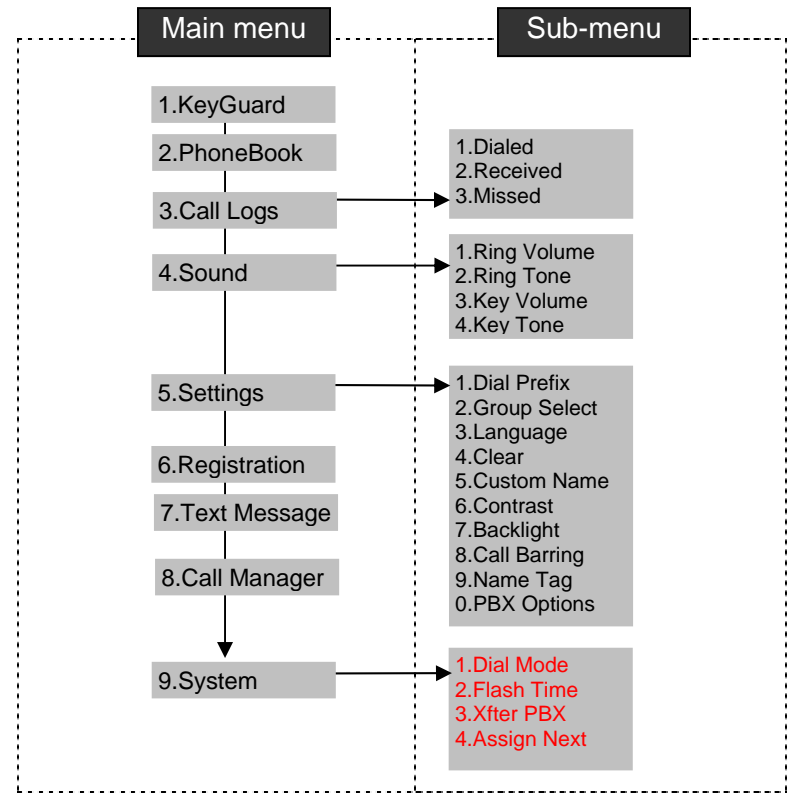 Main menu
Sub-menu
1.KeyGuard
2.PhoneBook
3.Call Logs
4.Sound
5.Settings
6.Registration
7.Text Message
8.Call Manager
9.System
1.Dialed
2.Received
3.Missed
1.Ring Volume
2.Ring Tone
3.Key Volume
4.Key Tone
1.Dial Prefix
2.Group Select
3.Language
4.Clear
5.Custom Name
6.Contrast
7.Backlight
8.Call Barring
9.Name Tag
0.PBX Options
1.Dial Mode
2.Flash Time
3.Xfter PBX
4.Assign Next